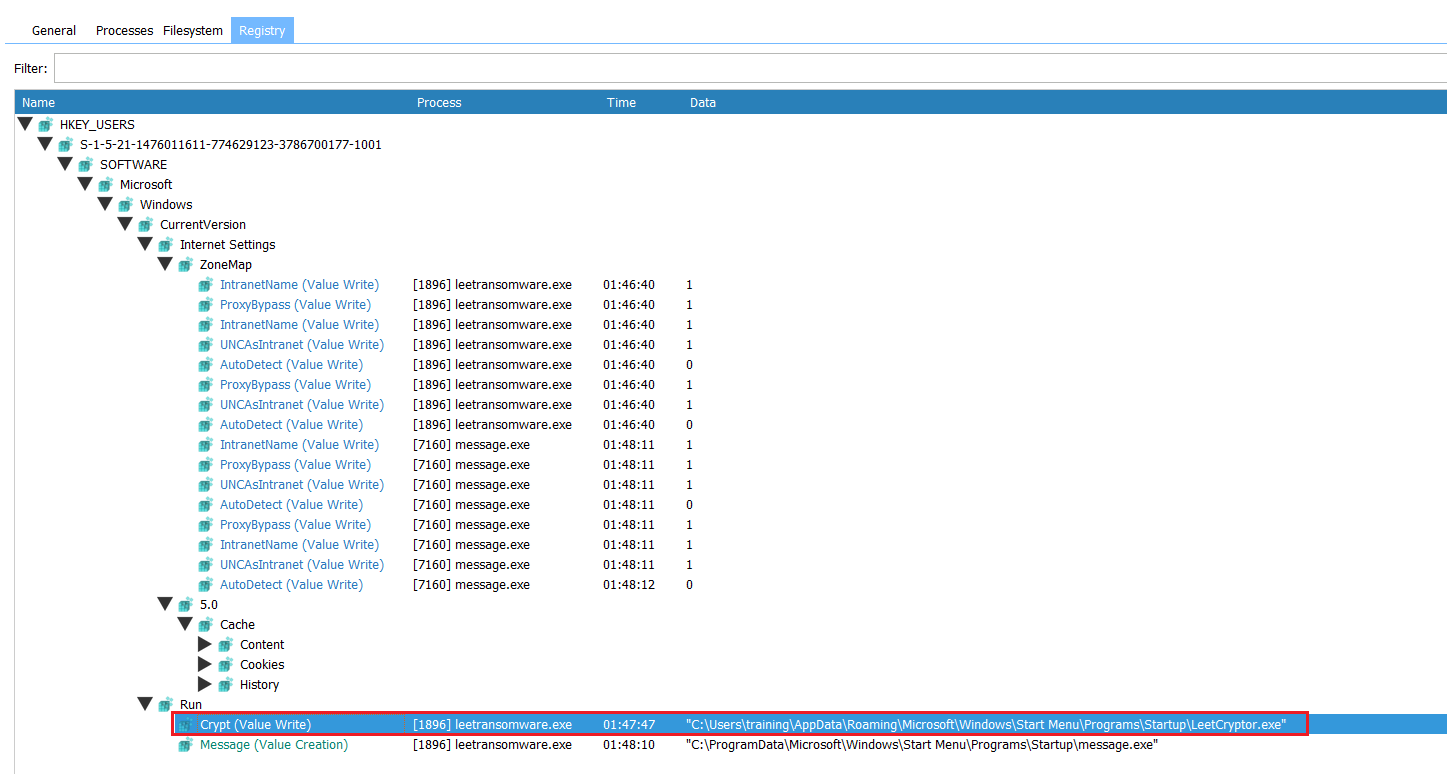 General Processes Filesystem Registry
Filter:
Name Process Time Data
HKEY_USERS
S-1-5-21-1476011611-774629123-3786700177-1001
SOFTWARE
Microsoft
Windows
CurrentVersion
Internet Settings
ZoneMap
IntranetName (Value Write) [1896] leetransomware.exe 01:46:40 1
ProxyBypass (Value Write) [1896] leetransomware.exe 01:46:40 1
IntranetName (Value Write) [1896] leetransomware.exe 01:46:40 1
UNCAsIntranet (Value Write) [1896] leetransomware.exe 01:46:40 1
AutoDetect (Value Write) [1896] leetransomware.exe 01:46:40 0
ProxyBypass (Value Write) [1896] leetransomware.exe 01:46:40 1
UNCAsIntranet (Value Write) [1896] leetransomware.exe 01:46:40 1
AutoDetect (Value Write) [1896] leetransomware.exe 01:46:40 0
IntranetName (Value Write) [7160] message.exe 01:48:11 1
ProxyBypass (Value Write) [7160] message.exe 01:48:11 1
UNCAsIntranet (Value Write) [7160] message.exe 01:48:11 1
AutoDetect (Value Write) [7160] message.exe 01:48:11 0
ProxyBypass (Value Write) [7160] message.exe 01:48:11 1
IntranetName (Value Write) [7160] message.exe 01:48:11 1
UNCAsIntranet (Value Write) [7160] message.exe 01:48:11 1
AutoDetect (Value Write) [7160] message.exe 01:48:12 0
5.0
Cache
Content
Cookies
History
Run
Crypt (Value Write) [1896] leetransomware.exe 01:47:47 "C:\Users\training\AppData\Roaming\Microsoft\Windows\Start Menu\Programs\Startup\LeetCryptor.exe"
Message (Value Creation) [1896] leetransomware.exe 01:48:10 "C:\ProgramData\Microsoft\Windows\Start Menu\Programs\Startup\message.exe"